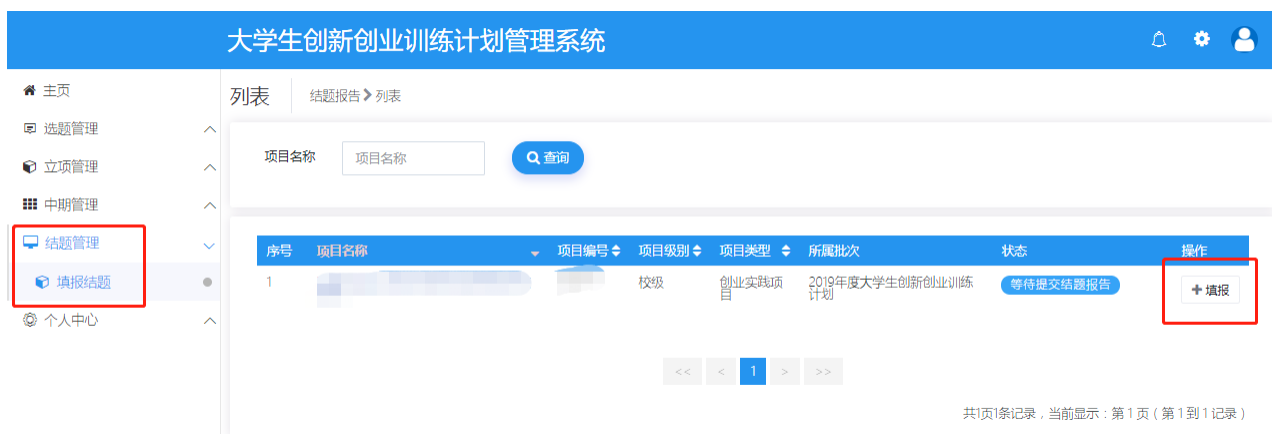 大学生创新创业训练计划管理系统
主页
选题管理
立项管理
中期管理
结题管理
填报结题
个人中心
列表 结题报告 列表
项目名称 项目名称 查询
序号 项目名称 项目编号 项目级别 项目类型 所属批次 状态 操作
1 校级 创业实践项目 2019年度大学生创新创业训练计划 等待提交结题报告 +填报
<< < 1 > >>
共1页1条记录，当前显示：第1页（第1到1记录）